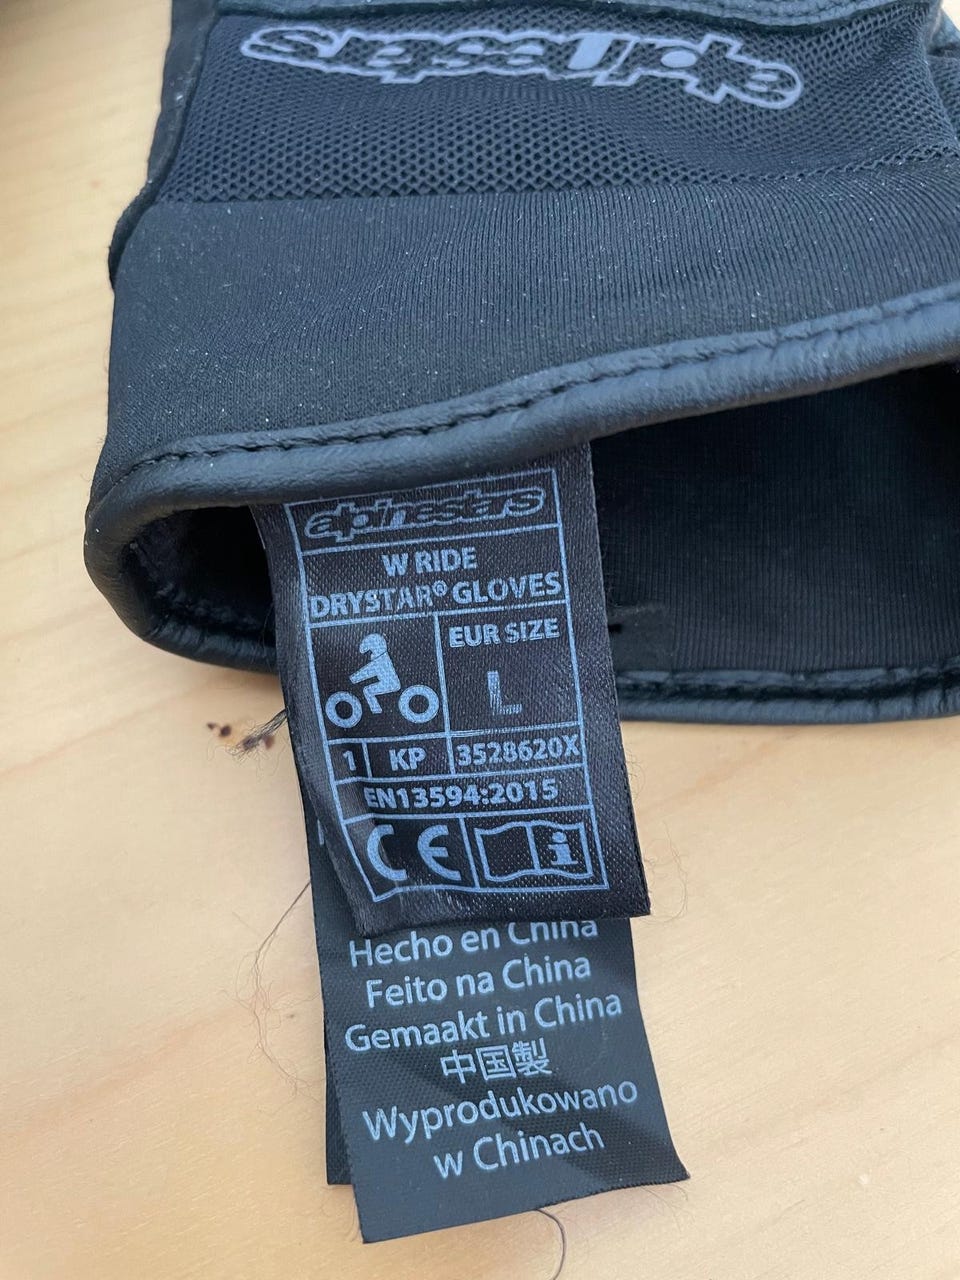 alpinestars
alpinestars
W RIDE
DRYSTAR® GLOVES
EUR SIZE
L
1 KP 3528620X
EN13594:2015
CE
i
Hecho en China
Feito na China
Gemaakt in China
中国製
Wyprodukowano
w Chinach